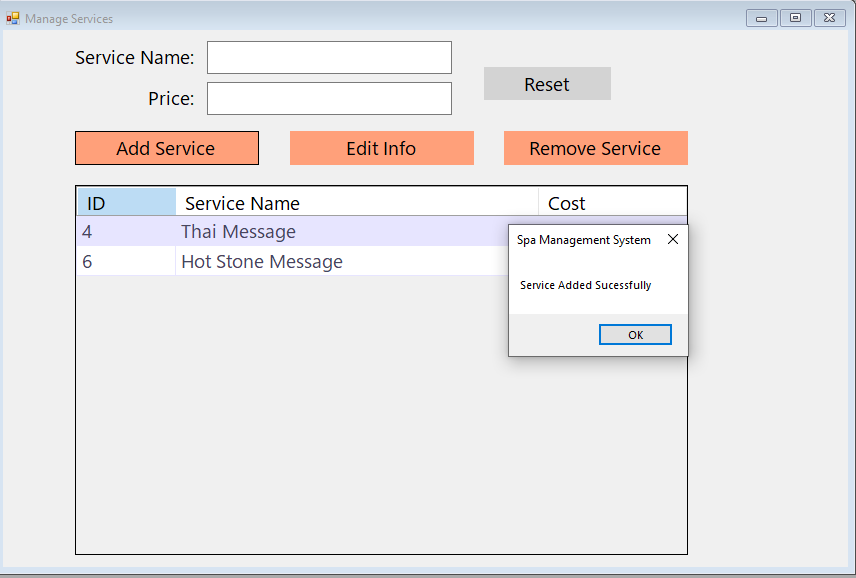 Manage Services
Service Name:
Price:
Reset
Add Service
Edit Info
Remove Service
ID Service Name Cost
4 Thai Message
6 Hot Stone Message
Spa Management System
Service Added Sucessfully
OK